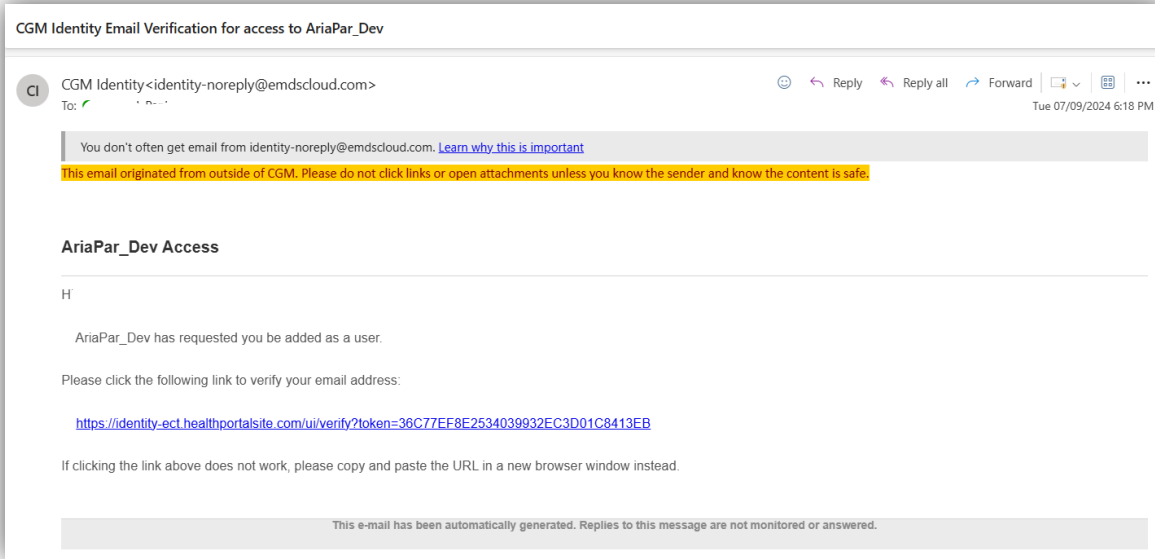 CGM Identity Email Verification for access to AriaPar_Dev
CI
CGM Identity<identity-noreply@emdscloud.com>
Reply
Reply all
Forward
To:
Tue 07/09/2024 6:18 PM
You don't often get email from identity-noreply@emdscloud.com. Learn why this is important
This email originated from outside of CGM. Please do not click links or open attachments unless you know the sender and know the content is safe.
AriaPar_Dev Access
H
AriaPar_Dev has requested you be added as a user.
Please click the following link to verify your email address:
https://identity-ect.healthportalsite.com/ui/verify?token=36C77EF8E2534039932EC3D01C8413EB
If clicking the link above does not work, please copy and paste the URL in a new browser window instead.
This e-mail has been automatically generated. Replies to this message are not monitored or answered.